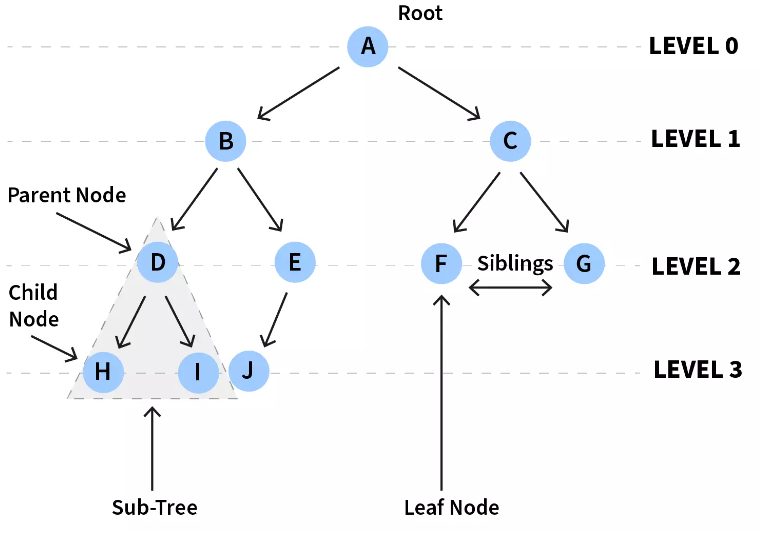 Root
A
LEVEL 0
B
C
LEVEL 1
Parent Node
D
E
F
Siblings
G
LEVEL 2
Child
Node
H
I
J
LEVEL 3
Sub-Tree
Leaf Node